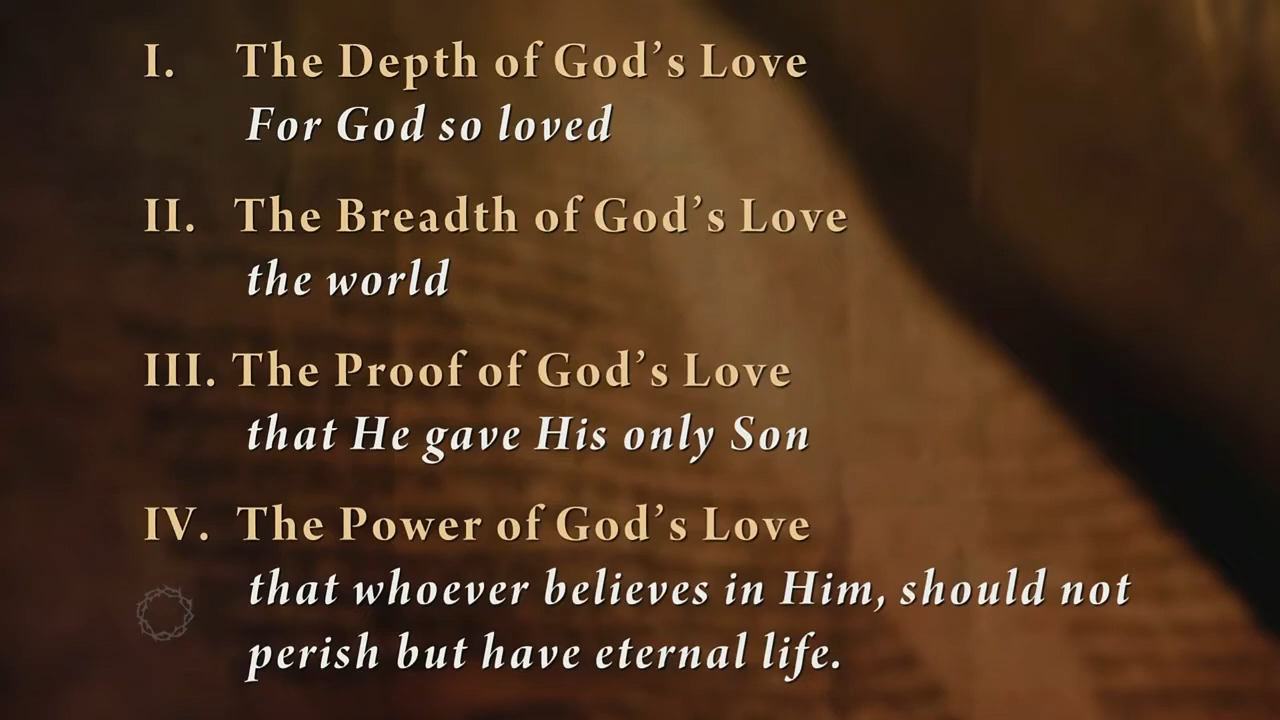 I. The Depth of God’s Love
For God so loved
II. The Breadth of God’s Love
the world
III. The Proof of God’s Love
that He gave His only Son
IV. The Power of God’s Love
that whoever believes in Him, should not
perish but have eternal life.